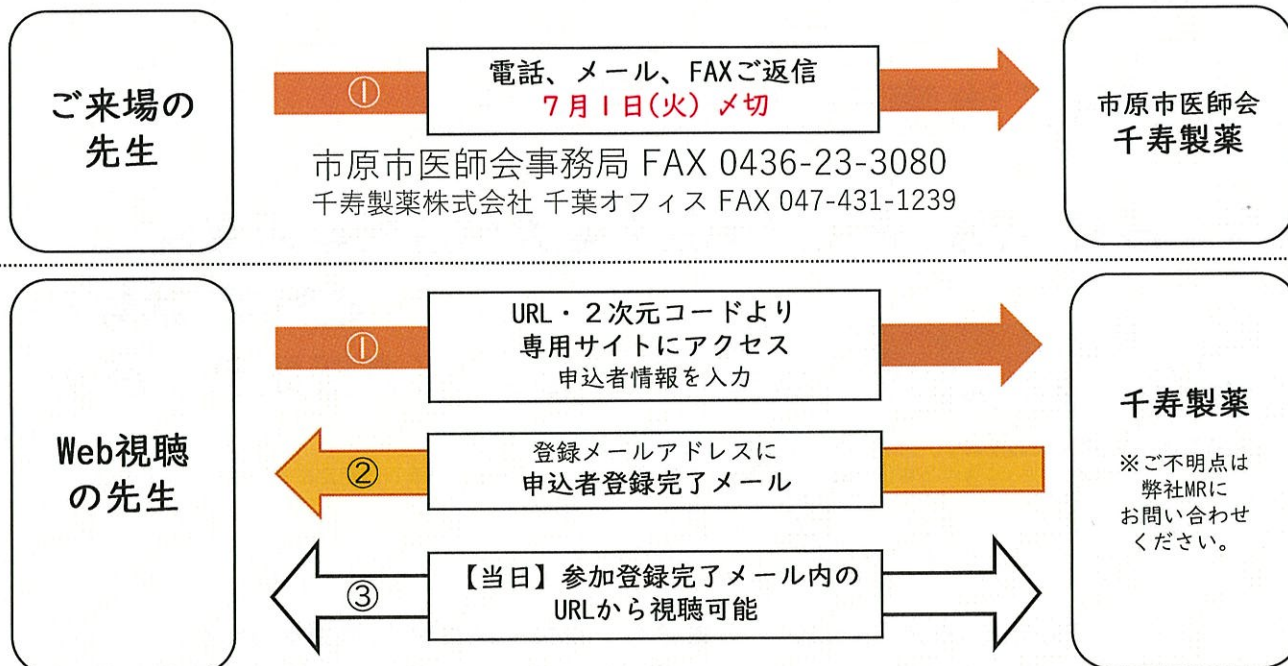 ご来場の
先生
①
電話、メール、FAXご返信
7月1日(火) 〆切
市原市医師会事務局 FAX 0436-23-3080
千寿製薬株式会社 千葉オフィス FAX 047-431-1239
市原市医師会
千寿製薬
Web視聴
の先生
①
URL・2次元コードより
専用サイトにアクセス
申込者情報を入力
②
登録メールアドレスに
申込者登録完了メール
③
【当日】参加登録完了メール内の
URLから視聴可能
千寿製薬
※ご不明点は
弊社MRに
お問い合わせ
ください。